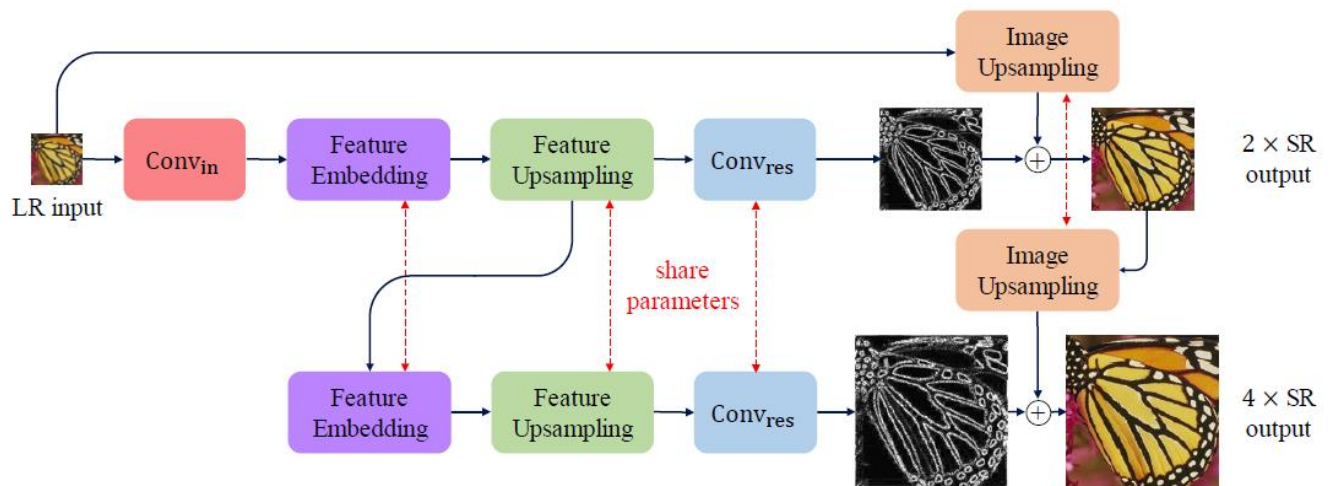 Image
Upsampling
LR input
Conv_in
Feature
Embedding
Feature
Upsampling
Conv_res
2 × SR
output
Image
Upsampling
share
parameters
Feature
Embedding
Feature
Upsampling
Conv_res
4 × SR
output